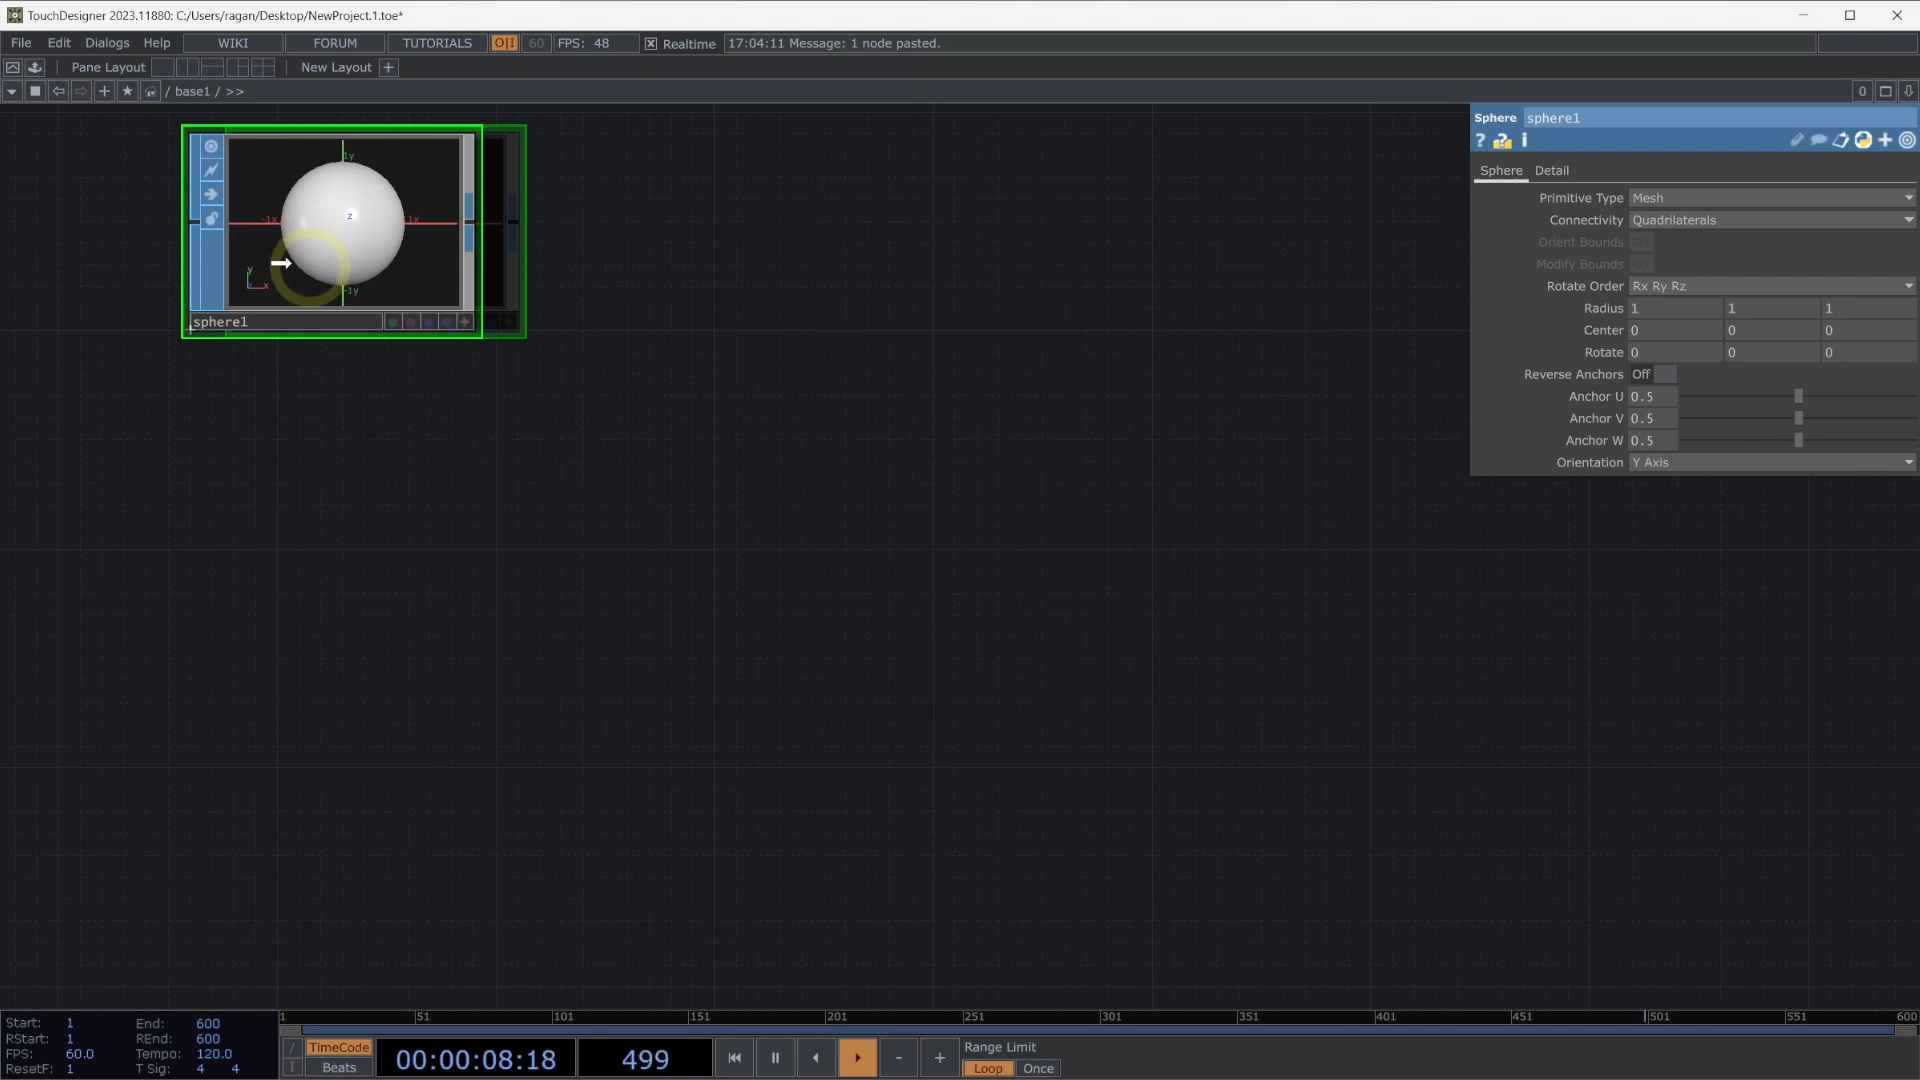 TouchDesigner 2023.11880: C:/Users/ragan/Desktop/NewProject.1.toe*
File Edit Dialogs Help WIKI FORUM TUTORIALS O|I 60 FPS: 48 Realtime 17:04:11 Message: 1 node pasted.
Pane Layout New Layout +
/ base1 / >> 0
Sphere sphere1
? ? i
Sphere Detail
Primitive Type Mesh
Connectivity Quadrilaterals
Orient Bounds Off
Modify Bounds Off
Rotate Order Rx Ry Rz
Radius 1 1 1
Center 0 0 0
Rotate 0 0 0
Reverse Anchors Off
Anchor U 0.5
Anchor V 0.5
Anchor W 0.5
Orientation Y Axis
1y
z
-1x 1x
y
x
-1y
sphere1
1 51 101 151 201 251 301 351 401 451 501 551 600
Start: 1 End: 600
RStart: 1 REnd: 600
FPS: 60.0 Tempo: 120.0
ResetF: 1 T Sig: 4 4
/
I
TimeCode
Beats
00:00:08:18 499 - +
Range Limit
Loop Once